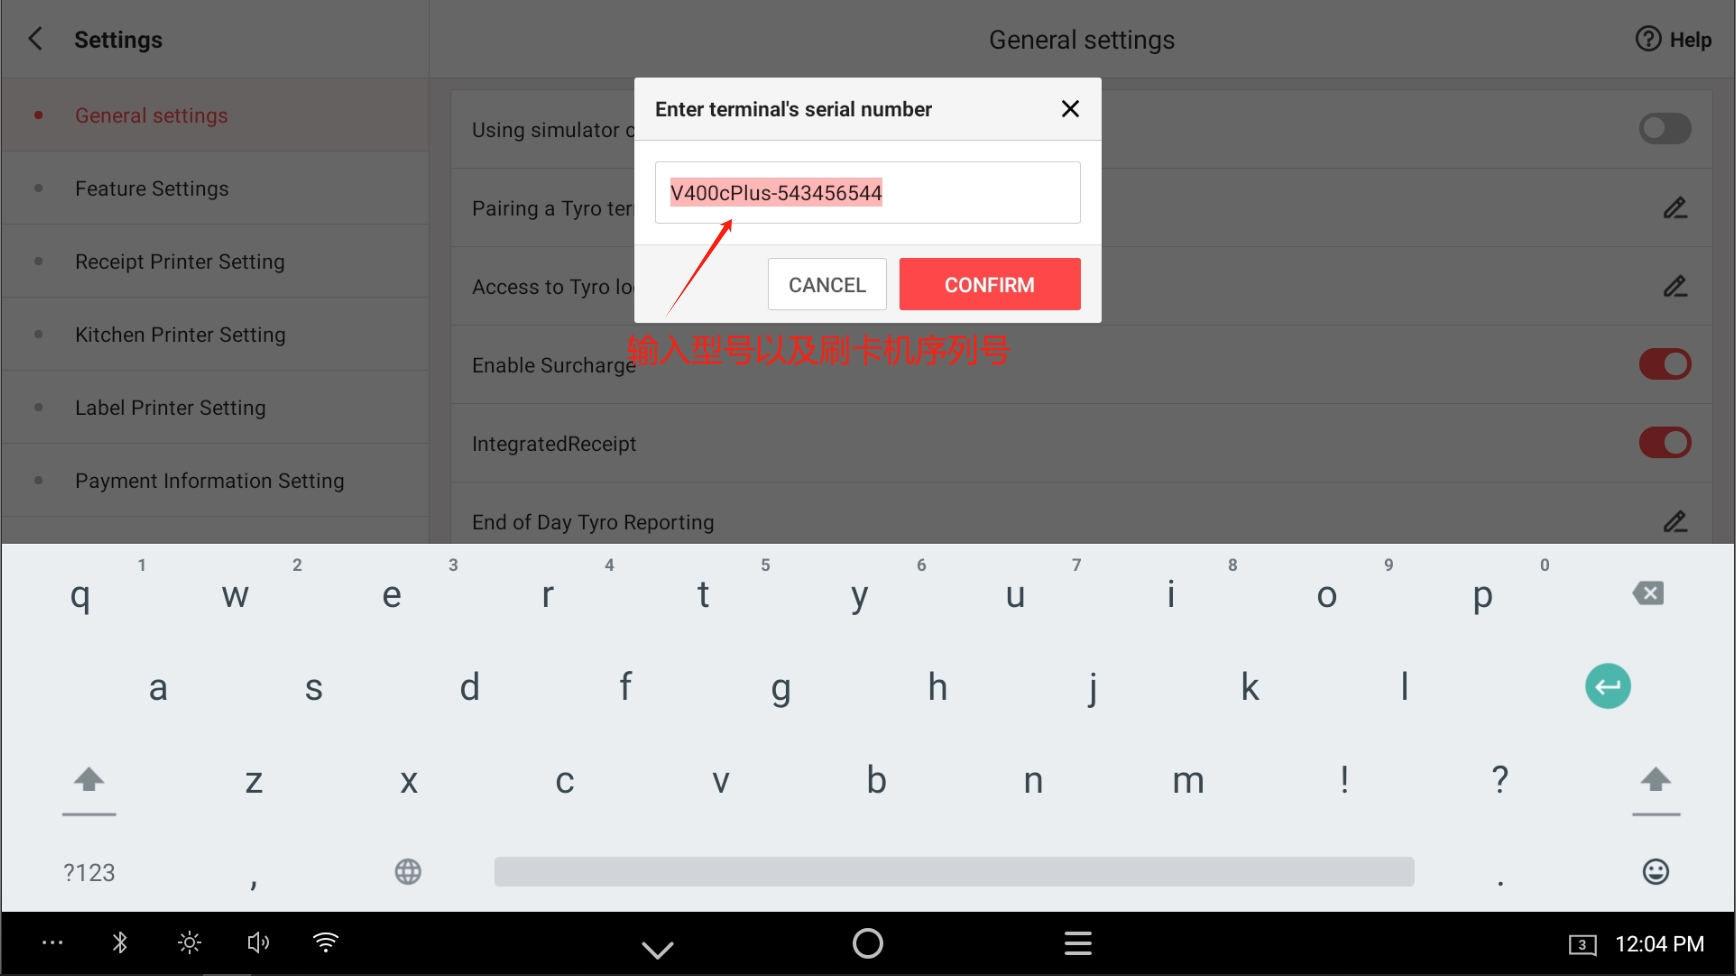 Settings
General settings
Help
General settings
Feature Settings
Receipt Printer Setting
Kitchen Printer Setting
Label Printer Setting
Payment Information Setting
Enter terminal's serial number
V400cPlus-543456544
CANCEL
CONFIRM
输入型号以及刷卡机序列号
Using simulator
Pairing a Tyro
Access to Tyro
Enable Surcharge
IntegratedReceipt
End of Day Tyro Reporting
1 2 3 4 5 6 7 8 9 0
q w e r t y u i o p
a s d f g h j k l
z x c v b n m ! ?
?123 , .
3 12:04 PM